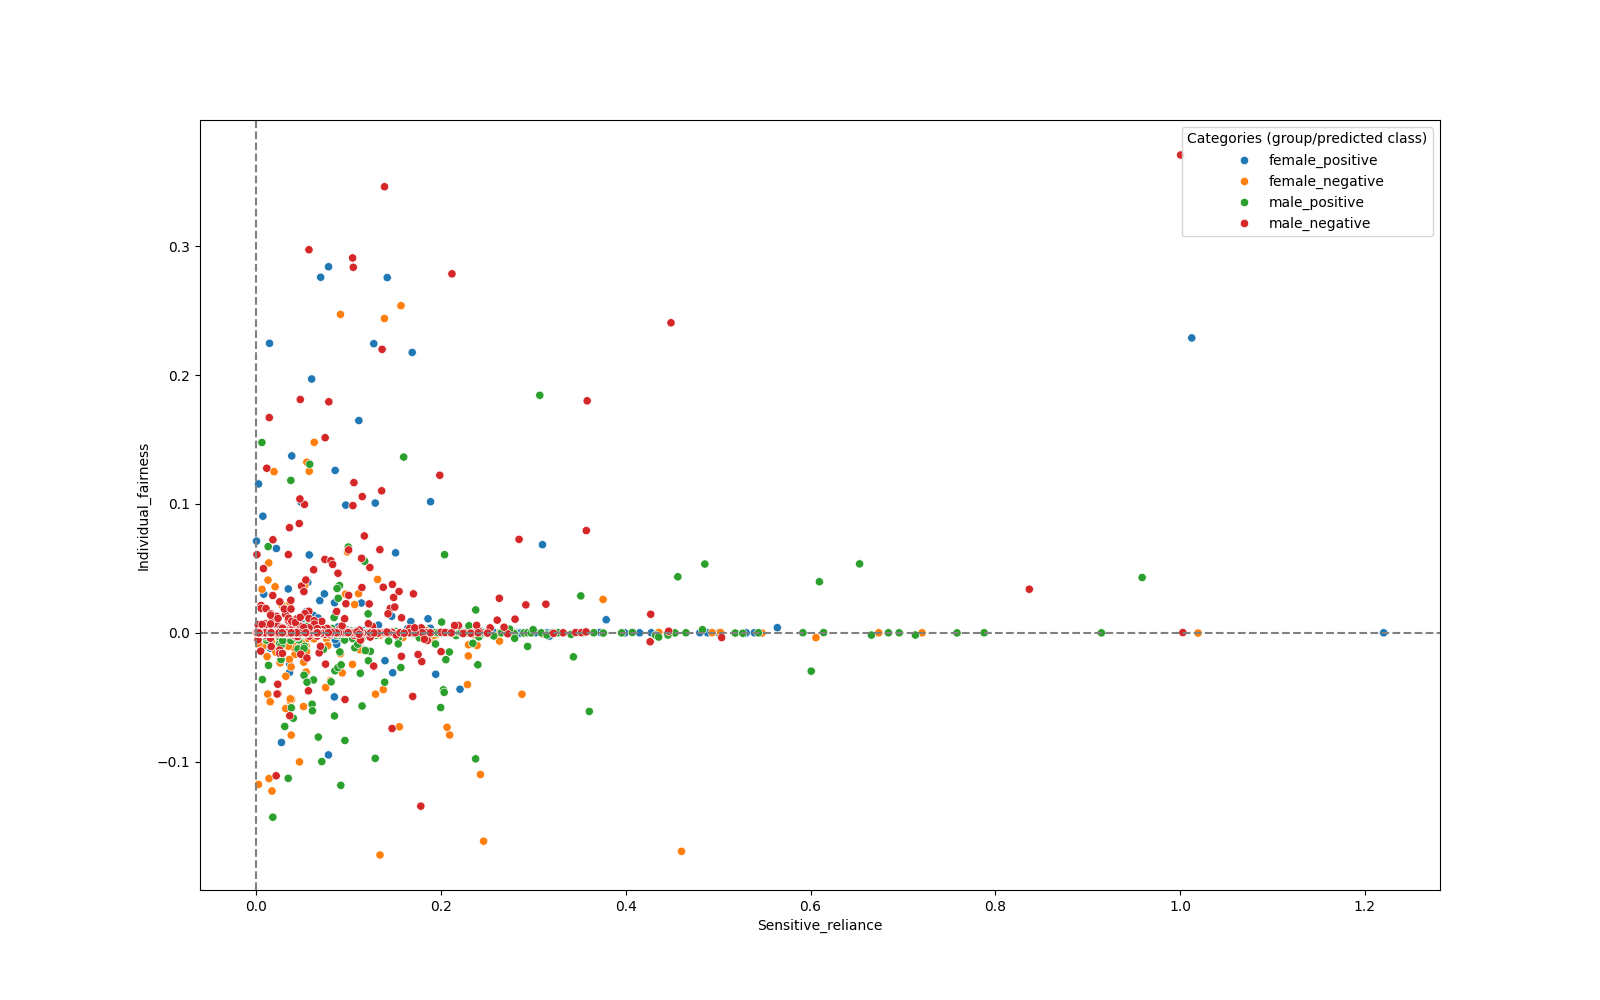 Categories (group/predicted class)
female_positive
female_negative
male_positive
male_negative
0.3
0.2
0.1
0.0
−0.1
Individual_fairness
0.0 0.2 0.4 0.6 0.8 1.0 1.2
Sensitive_reliance